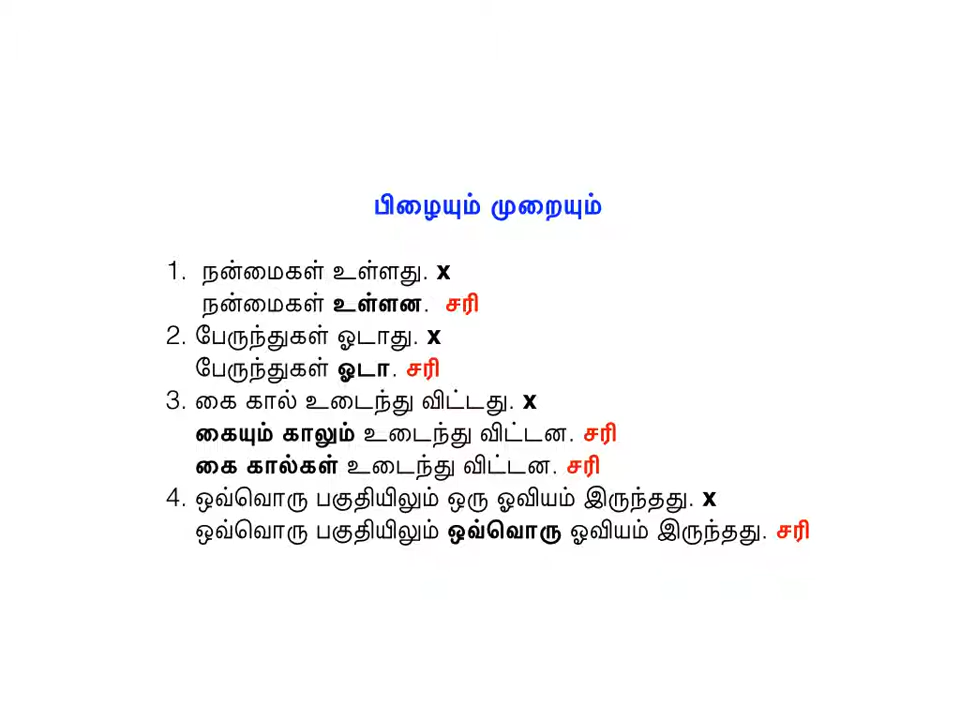 பிழையும் முறையும்
1. நன்மைகள் உள்ளது. x
நன்மைகள் உள்ளன. சரி
2. பேருந்துகள் ஓடாது. x
பேருந்துகள் ஓடா. சரி
3. கை கால் உடைந்து விட்டது. x
கையும் காலும் உடைந்து விட்டன. சரி
கை கால்கள் உடைந்து விட்டன. சரி
4. ஒவ்வொரு பகுதியிலும் ஒரு ஓவியம் இருந்தது. x
ஒவ்வொரு பகுதியிலும் ஒவ்வொரு ஓவியம் இருந்தது. சரி